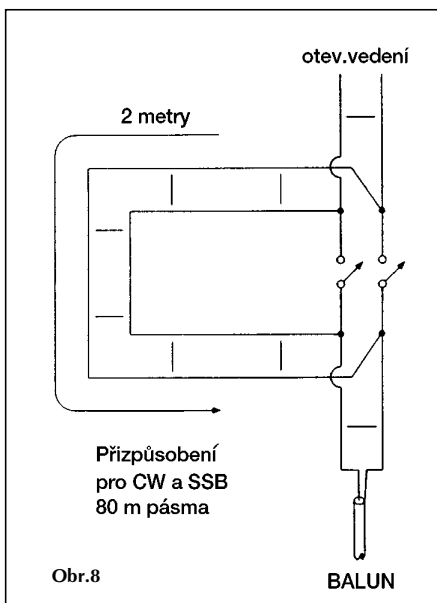 otev.vedení
2 metry
Přizpůsobení
pro CW a SSB
80 m pásma
Obr.8
BALUN